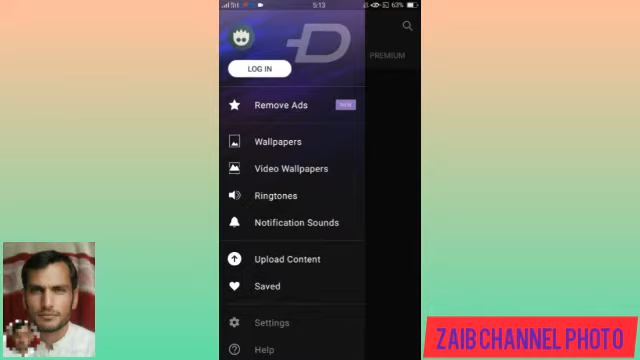 5:13
63%
LOG IN
PREMIUM
Remove Ads
New
Wallpapers
Video Wallpapers
Ringtones
Notification Sounds
Upload Content
Saved
Settings
Help
ZAIB CHANNEL PHOTO